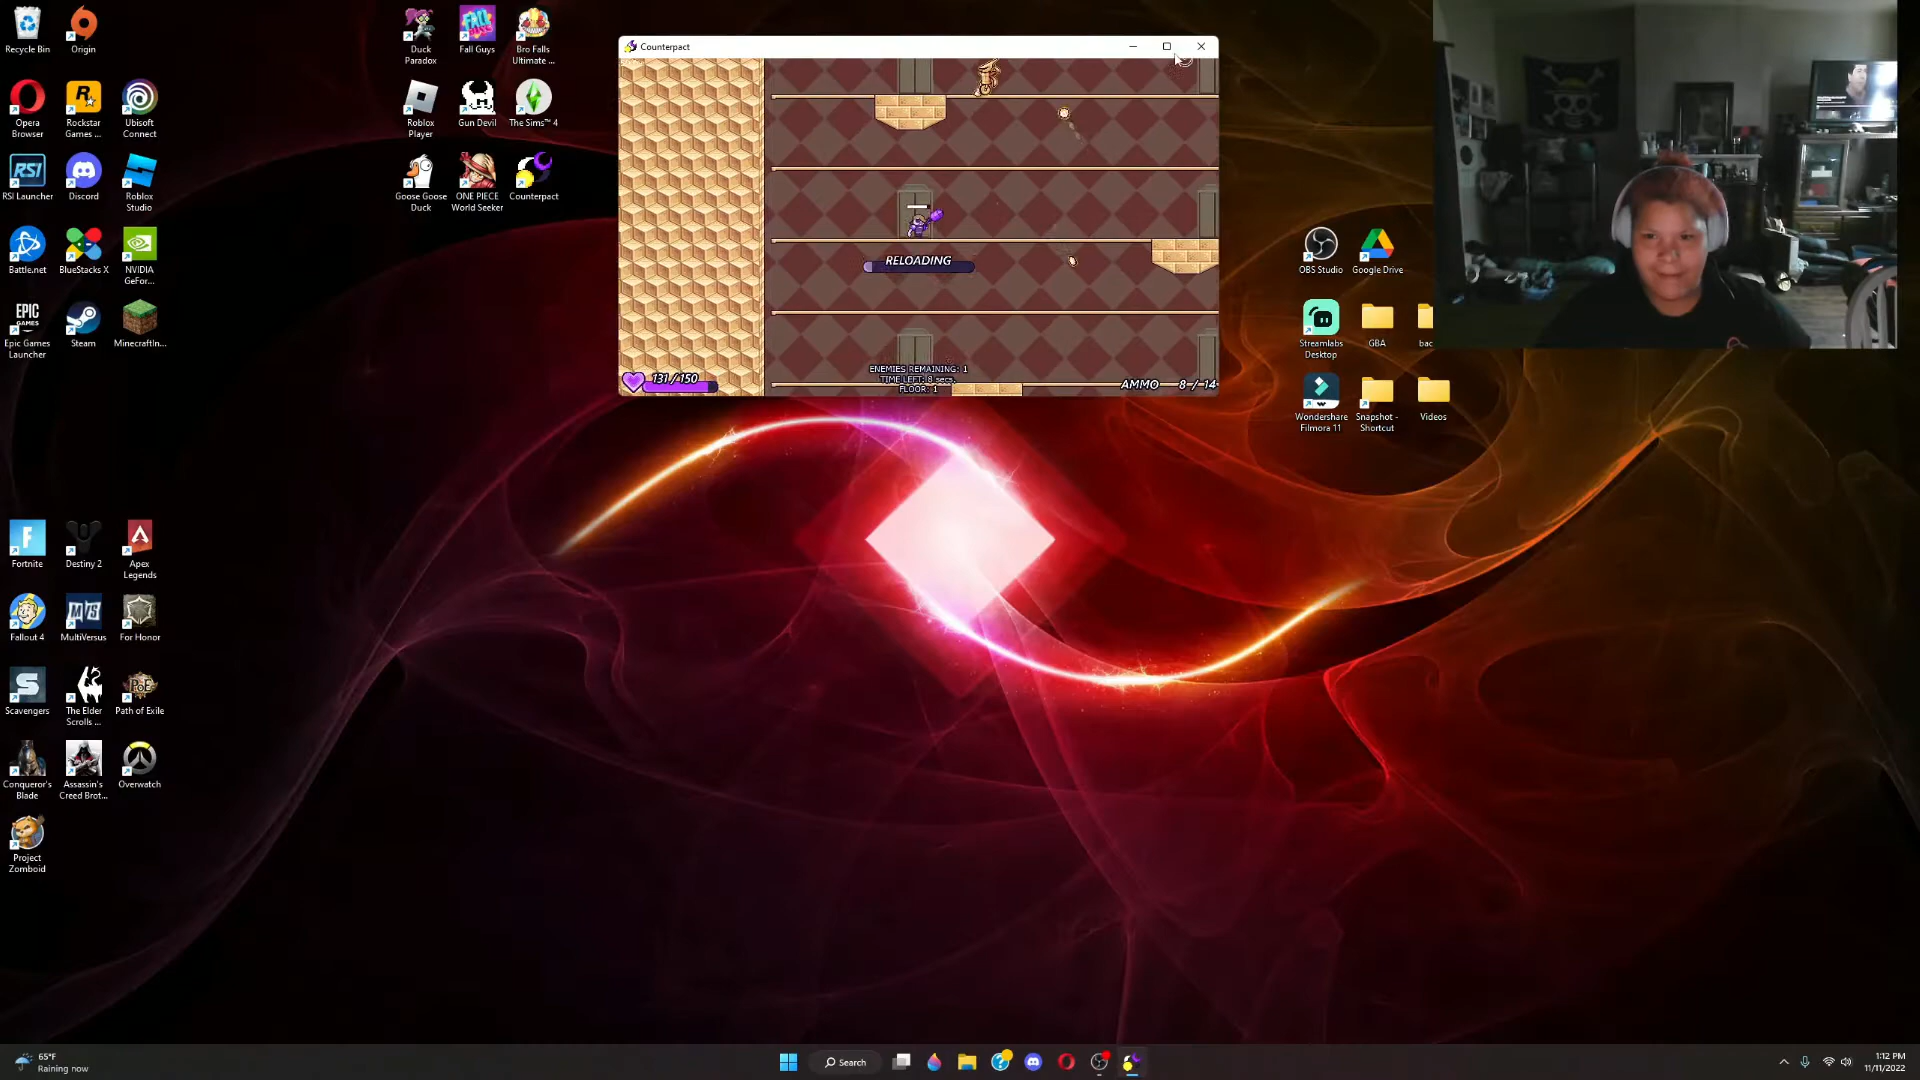 Recycle Bin
Origin
Duck
Paradox
Fall Guys
Bro Falls
Ultimate ...
Opera
Browser
Rockstar
Games ...
Ubisoft
Connect
Roblox
Player
Gun Devil
The Sims™ 4
RSI Launcher
Discord
Roblox
Studio
Goose Goose
Duck
ONE PIECE
World Seeker
Counterpact
Battle.net
BlueStacks X
NVIDIA
GeFor...
Epic Games
Launcher
Steam
MinecraftIn...
Counterpact
RELOADING
131/150
ENEMIES REMAINING: 1
TIME LEFT: 8 secs.
FLOOR: 1
AMMO 8 / 14
OBS Studio
Google Drive
Streamlabs
Desktop
GBA
bac
Wondershare
Filmora 11
Snapshot -
Shortcut
Videos
Fortnite
Destiny 2
Apex
Legends
Fallout 4
MultiVersus
For Honor
Scavengers
The Elder
Scrolls ...
Path of Exile
Conqueror's
Blade
Assassin's
Creed Brot...
Overwatch
Project
Zomboid
65°F
Raining now
Search
1:12 PM
11/11/2022